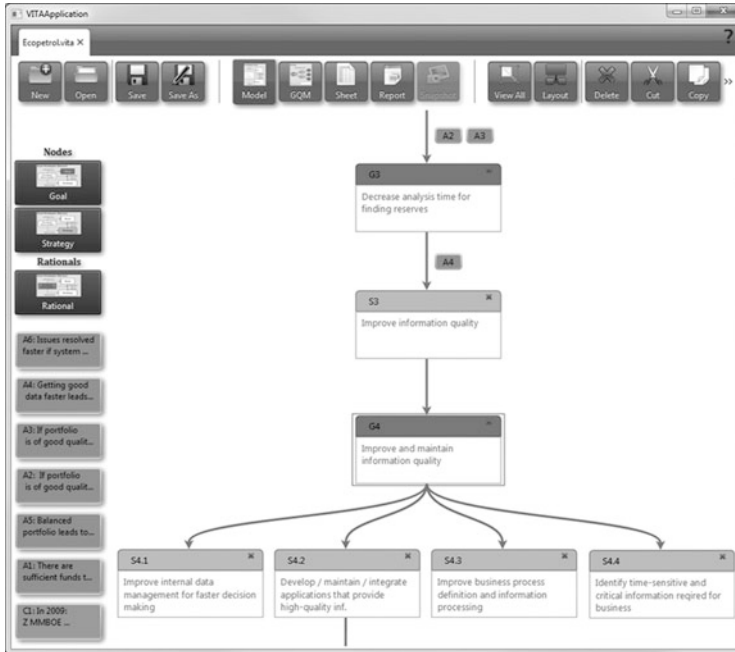 VITAApplication
Ecopetrol.vita ✕
?
New
Open
Save
Save As
Model
GQM
Sheet
Report
Snapshot
View All
Layout
Delete
Cut
Copy
»
Nodes
Goal
Strategy
Rationals
Rational
A6: Issues resolved
faster if system ...
A4: Getting good
data faster leads...
A3: If portfolio
is of good qualit...
A2: If portfolio
is of good qualit...
A5: Balanced
portfolio leads to...
A1: There are
sufficient funds t...
C1: In 2009:
Z MMBOE ...
A2 A3
G3
Decrease analysis time for
finding reserves
A4
S3
Improve information quality
G4
Improve and maintain
information quality
S4.1
Improve internal data
management for faster decision
making
S4.2
Develop / maintain / integrate
applications that provide
high-quality inf.
S4.3
Improve business process
definition and information
processing
S4.4
Identify time-sensitive and
critical information reqired for
business